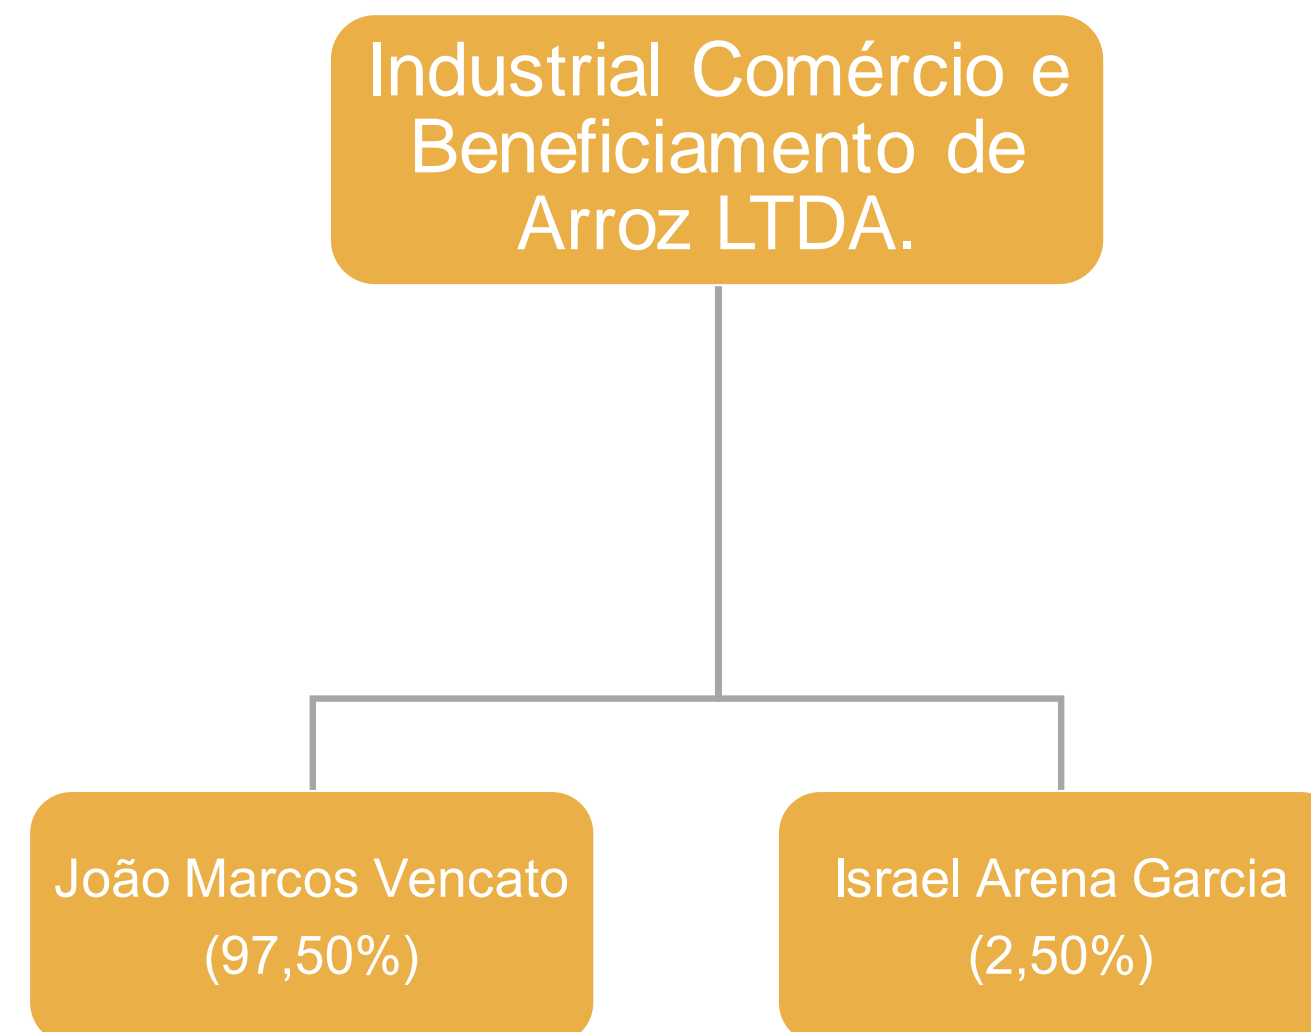 Industrial Comércio e
Beneficiamento de
Arroz LTDA.
João Marcos Vencato
(97,50%)
Israel Arena Garcia
(2,50%)